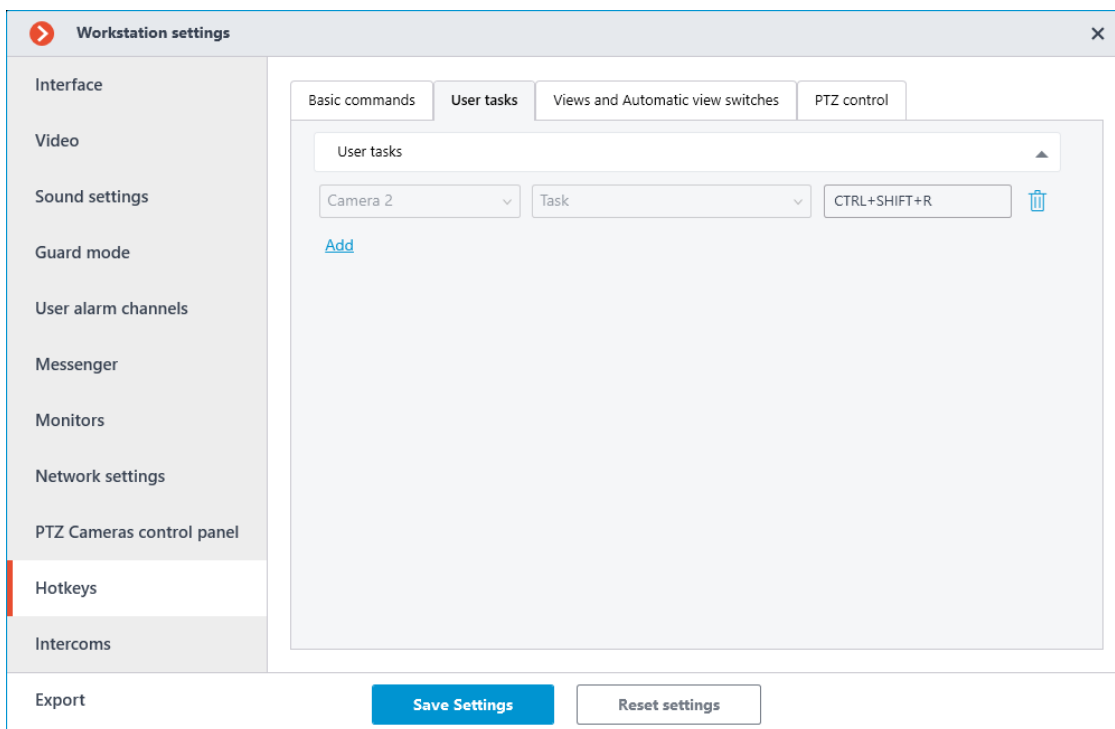 Workstation settings
Interface
Video
Sound settings
Guard mode
User alarm channels
Messenger
Monitors
Network settings
PTZ Cameras control panel
Hotkeys
Intercoms
Export
Basic commands
User tasks
Views and Automatic view switches
PTZ control
User tasks
Camera 2
Task
CTRL+SHIFT+R
Add
Save Settings
Reset settings